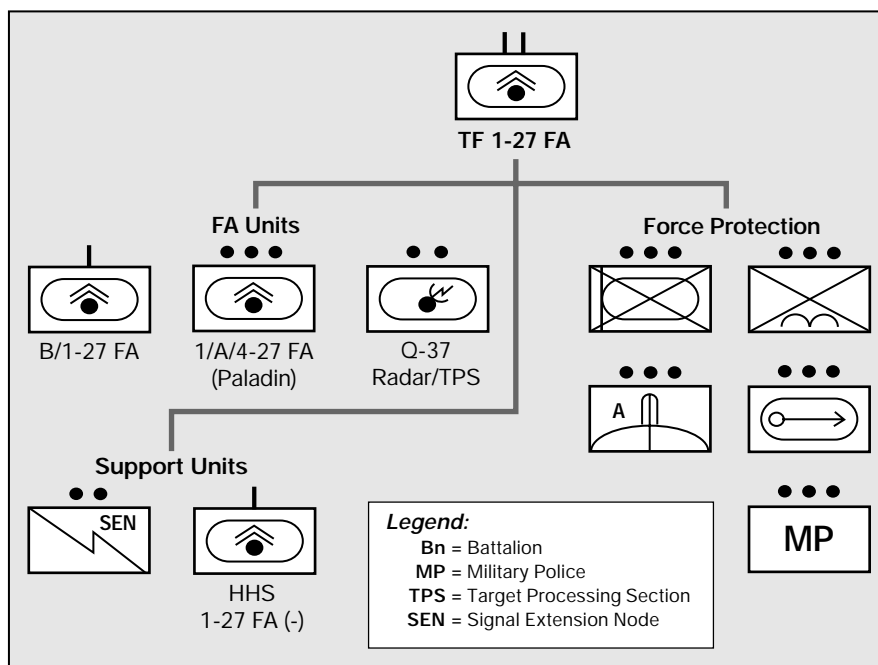 TF 1-27 FA
FA Units
B/1-27 FA
1/A/4-27 FA
(Paladin)
Q-37
Radar/TPS
Force Protection
A
MP
Support Units
SEN
HHS
1-27 FA (-)
Legend:
Bn = Battalion
MP = Military Police
TPS = Target Processing Section
SEN = Signal Extension Node